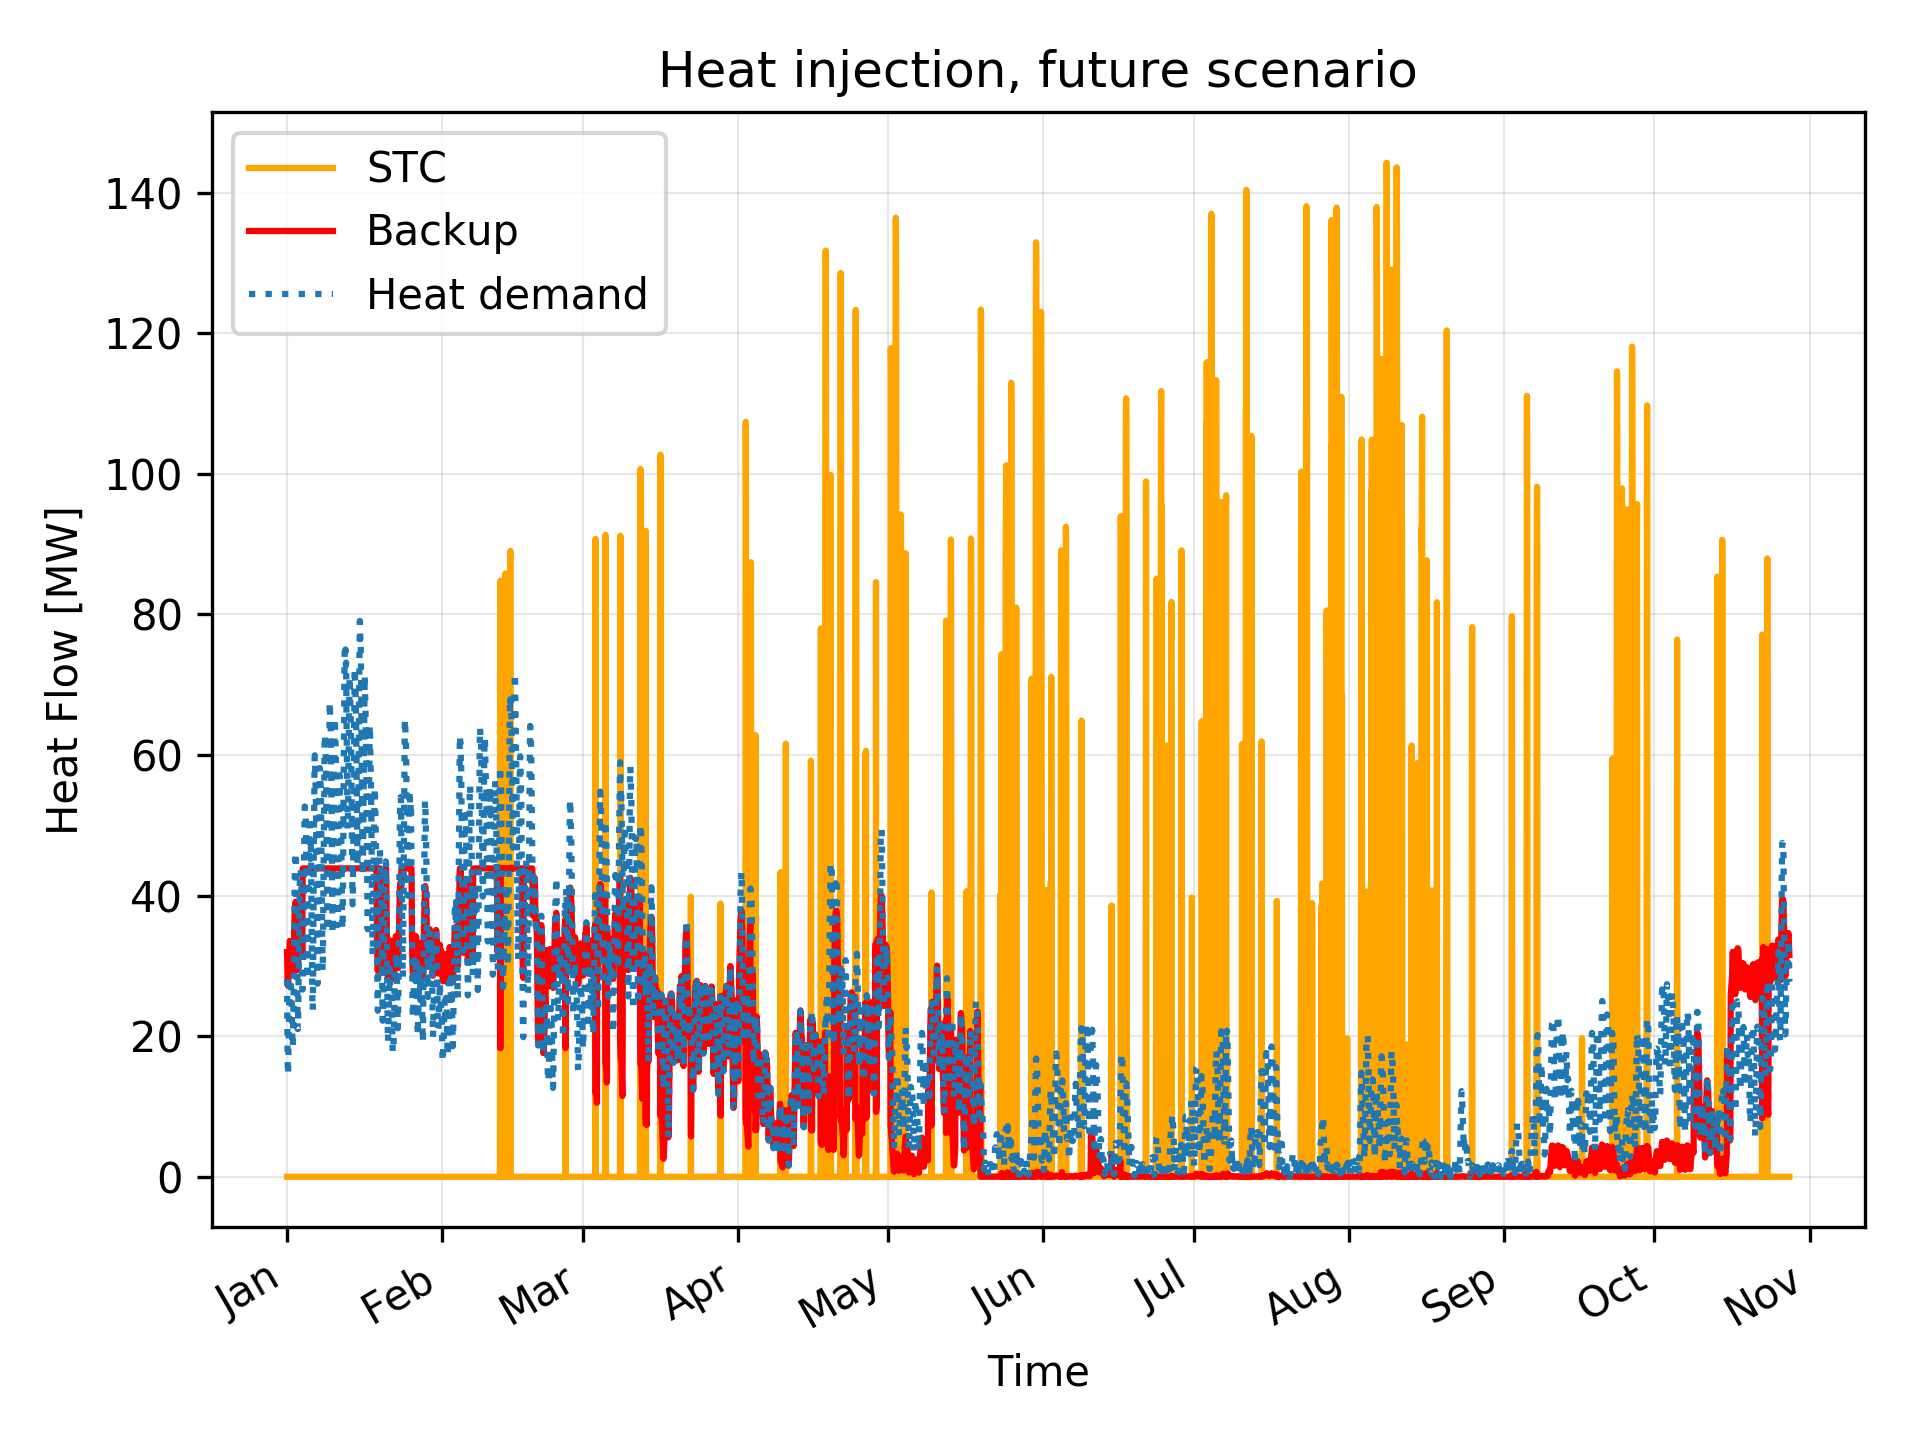 Heat injection, future scenario
STC
Backup
Heat demand
140
120
100
80
60
40
20
0
Heat Flow [MW]
Jan
Feb
Mar
Apr
May
Jun
Jul
Aug
Sep
Oct
Nov
Time